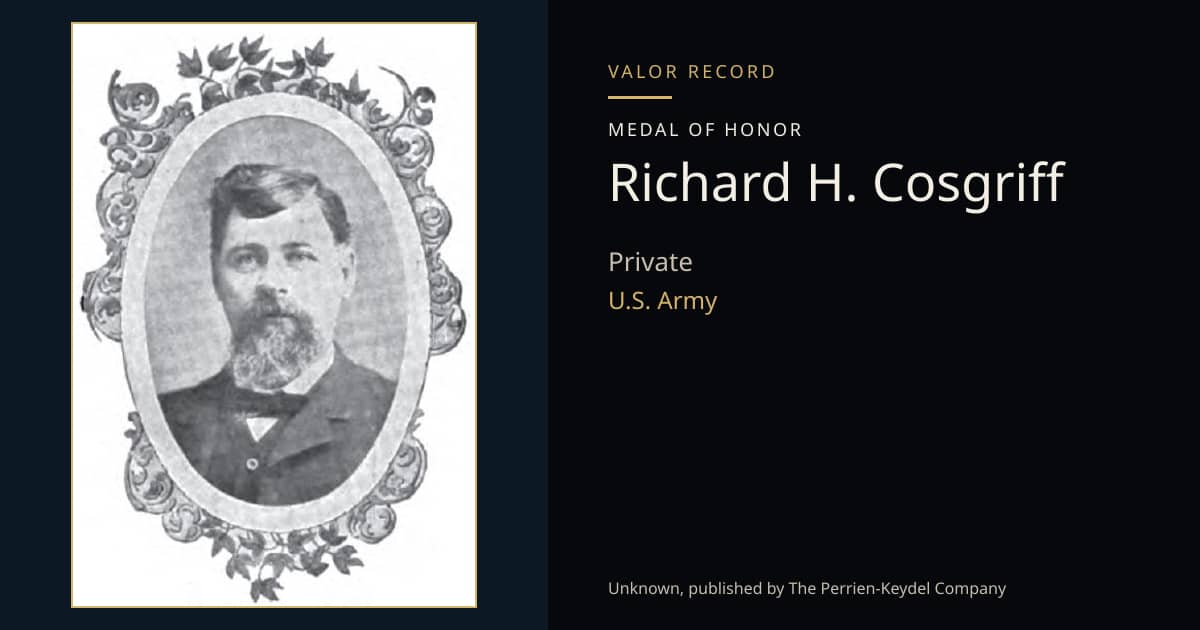 VALOR RECORD
MEDAL OF HONOR
Richard H. Cosgriff
Private
U.S. Army
Unknown, published by The Perrien-Keydel Company